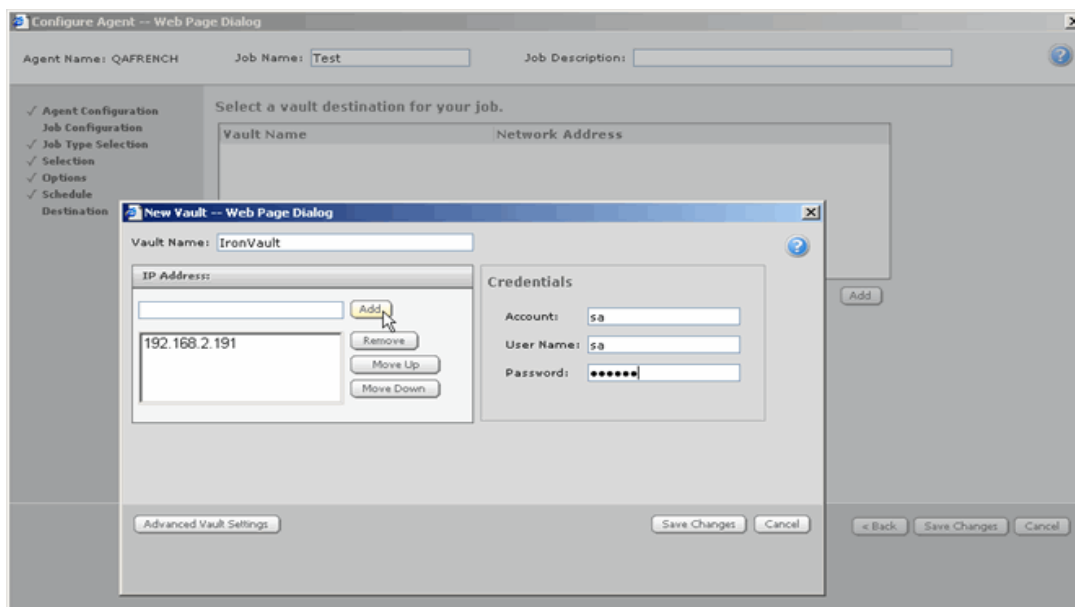 Configure Agent -- Web Page Dialog
Agent Name: QAFRENCH
Job Name: Test
Job Description:
Agent Configuration
Job Configuration
Job Type Selection
Selection
Options
Schedule
Destination
Select a vault destination for your job.
Vault Name
Network Address
Add
New Vault -- Web Page Dialog
Vault Name: IronVault
IP Address:
Add
192.168.2.191
Remove
Move Up
Move Down
Credentials
Account: sa
User Name: sa
Password: ●●●●●●
Advanced Vault Settings
Save Changes
Cancel
< Back
Save Changes
Cancel